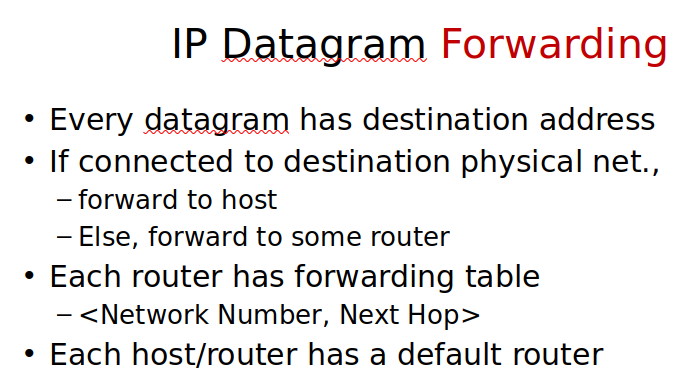 IP Datagram Forwarding
• Every datagram has destination address
• If connected to destination physical net.,
– forward to host
– Else, forward to some router
• Each router has forwarding table
– <Network Number, Next Hop>
• Each host/router has a default router